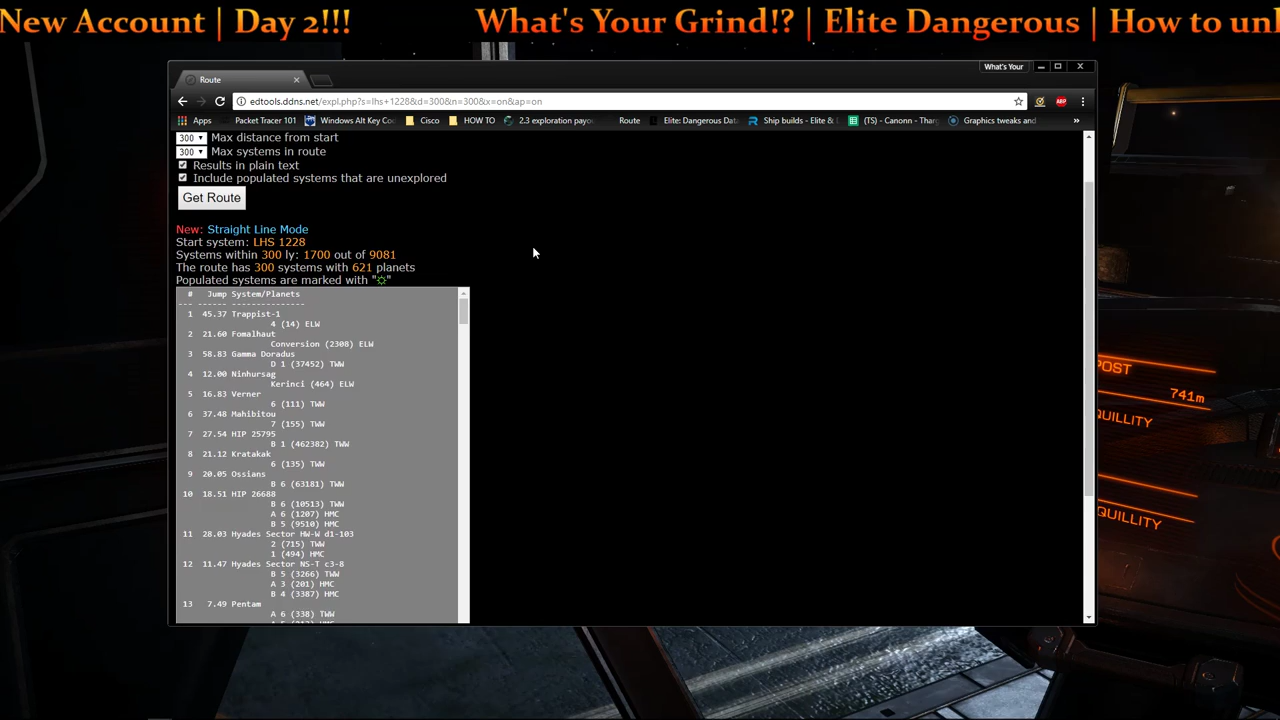 New Account | Day 2!!! What's Your Grind!? | Elite Dangerous | How to unl
What's Your
Route
edtools.ddns.net/expl.php?s=lhs+1228&d=300&n=300&x=on&ap=on
Apps Packet Tracer 101 Windows Alt Key Co Cisco HOW TO 2.3 exploration payo Route Elite: Dangerous Dat Ship builds - Elite & (TS) - Canonn - Tharg Graphics tweaks and »
300 Max distance from start
300 Max systems in route
Results in plain text
Include populated systems that are unexplored
Get Route
New: Straight Line Mode
Start system: LHS 1228
Systems within 300 ly: 1700 out of 9081
The route has 300 systems with 621 planets
Populated systems are marked with "☼"
# Jump System/Planets
--- ------ ---------------
1 45.37 Trappist-1
4 (14) ELW
2 21.60 Fomalhaut
Conversion (2308) ELW
3 58.83 Gamma Doradus
D 1 (37452) TWW
4 12.00 Ninhursag
Kerinci (464) ELW
5 16.83 Verner
6 (111) TWW
6 37.48 Mahibitou
7 (155) TWW
7 27.54 HIP 25795
B 1 (462382) TWW
8 21.12 Kratakak
6 (135) TWW
9 20.05 Ossians
B 6 (63181) TWW
10 18.51 HIP 26688
B 6 (10513) TWW
A 6 (1207) HMC
B 5 (9510) HMC
11 28.03 Hyades Sector HW-W d1-103
2 (715) TWW
1 (494) HMC
12 11.47 Hyades Sector NS-T c3-8
B 5 (3266) TWW
A 3 (201) HMC
B 4 (3387) HMC
13 7.49 Pentam
A 6 (338) TWW
POST
741m
QUILLITY
QUILLITY